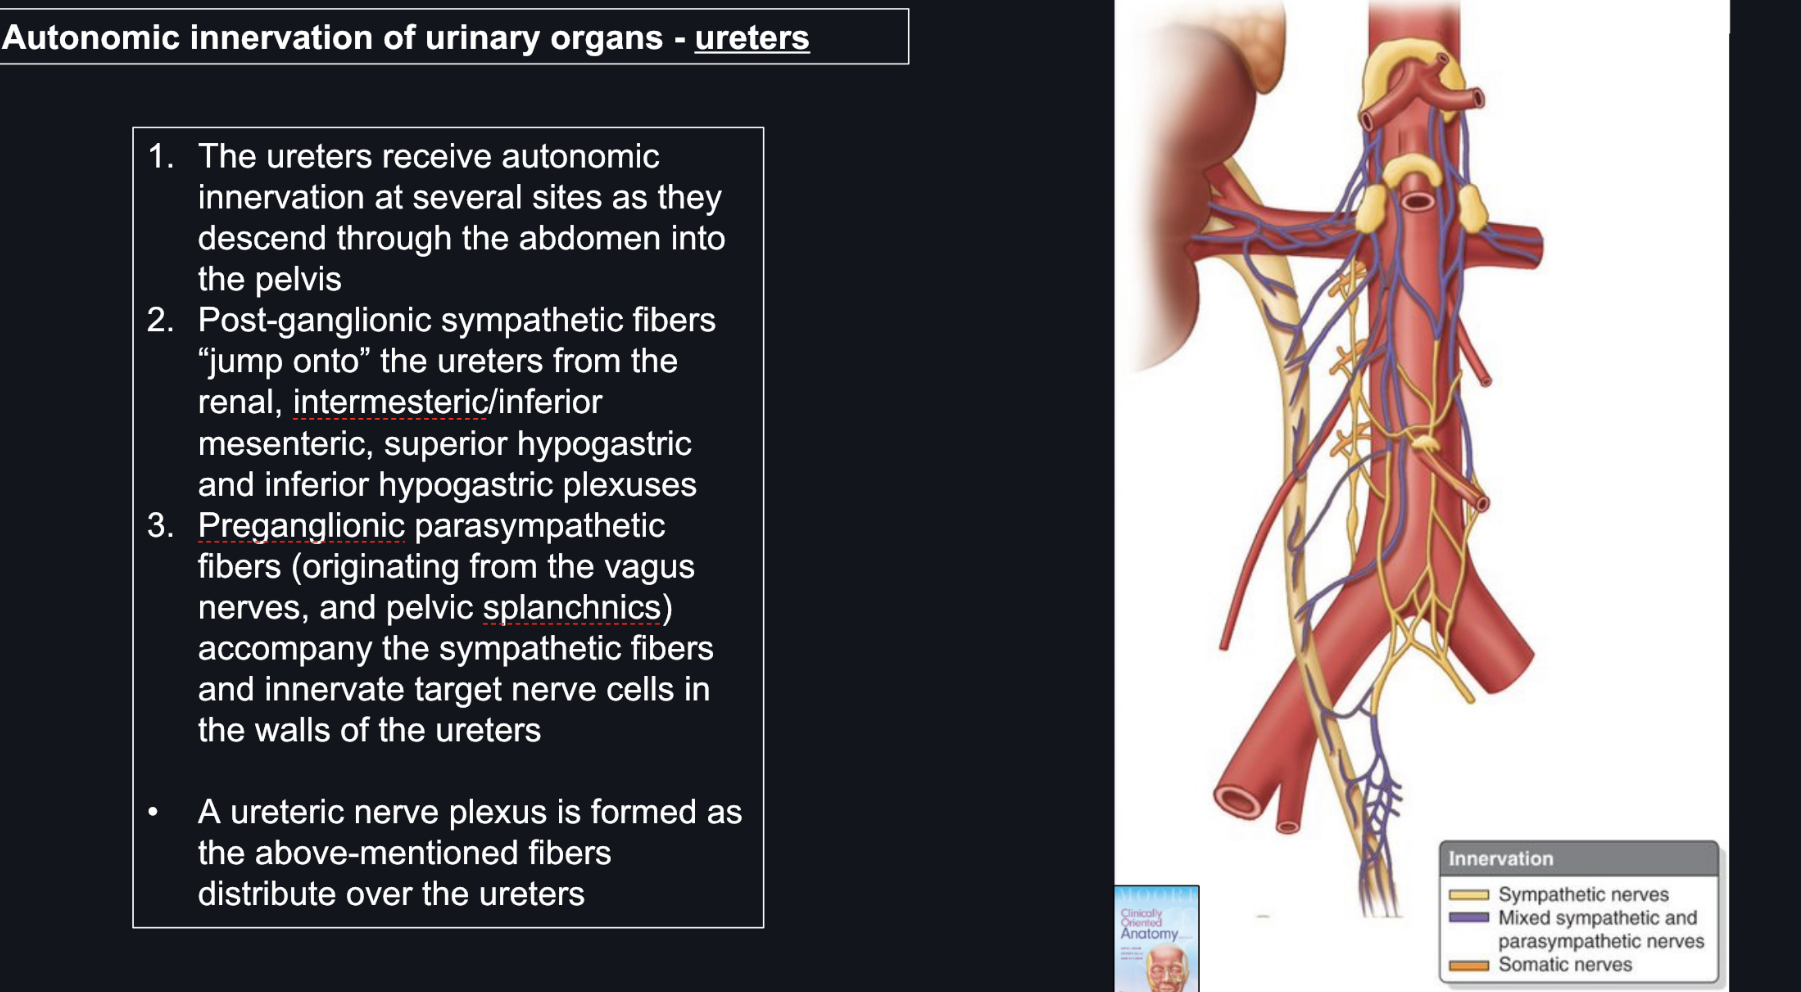 Autonomic innervation of urinary organs - ureters
1. The ureters receive autonomic
innervation at several sites as they
descend through the abdomen into
the pelvis
2. Post-ganglionic sympathetic fibers
“jump onto” the ureters from the
renal, intermesteric/inferior
mesenteric, superior hypogastric
and inferior hypogastric plexuses
3. Preganglionic parasympathetic
fibers (originating from the vagus
nerves, and pelvic splanchnics)
accompany the sympathetic fibers
and innervate target nerve cells in
the walls of the ureters
• A ureteric nerve plexus is formed as
the above-mentioned fibers
distribute over the ureters
MOORE
Clinically
Oriented
Anatomy
Innervation
Sympathetic nerves
Mixed sympathetic and
parasympathetic nerves
Somatic nerves